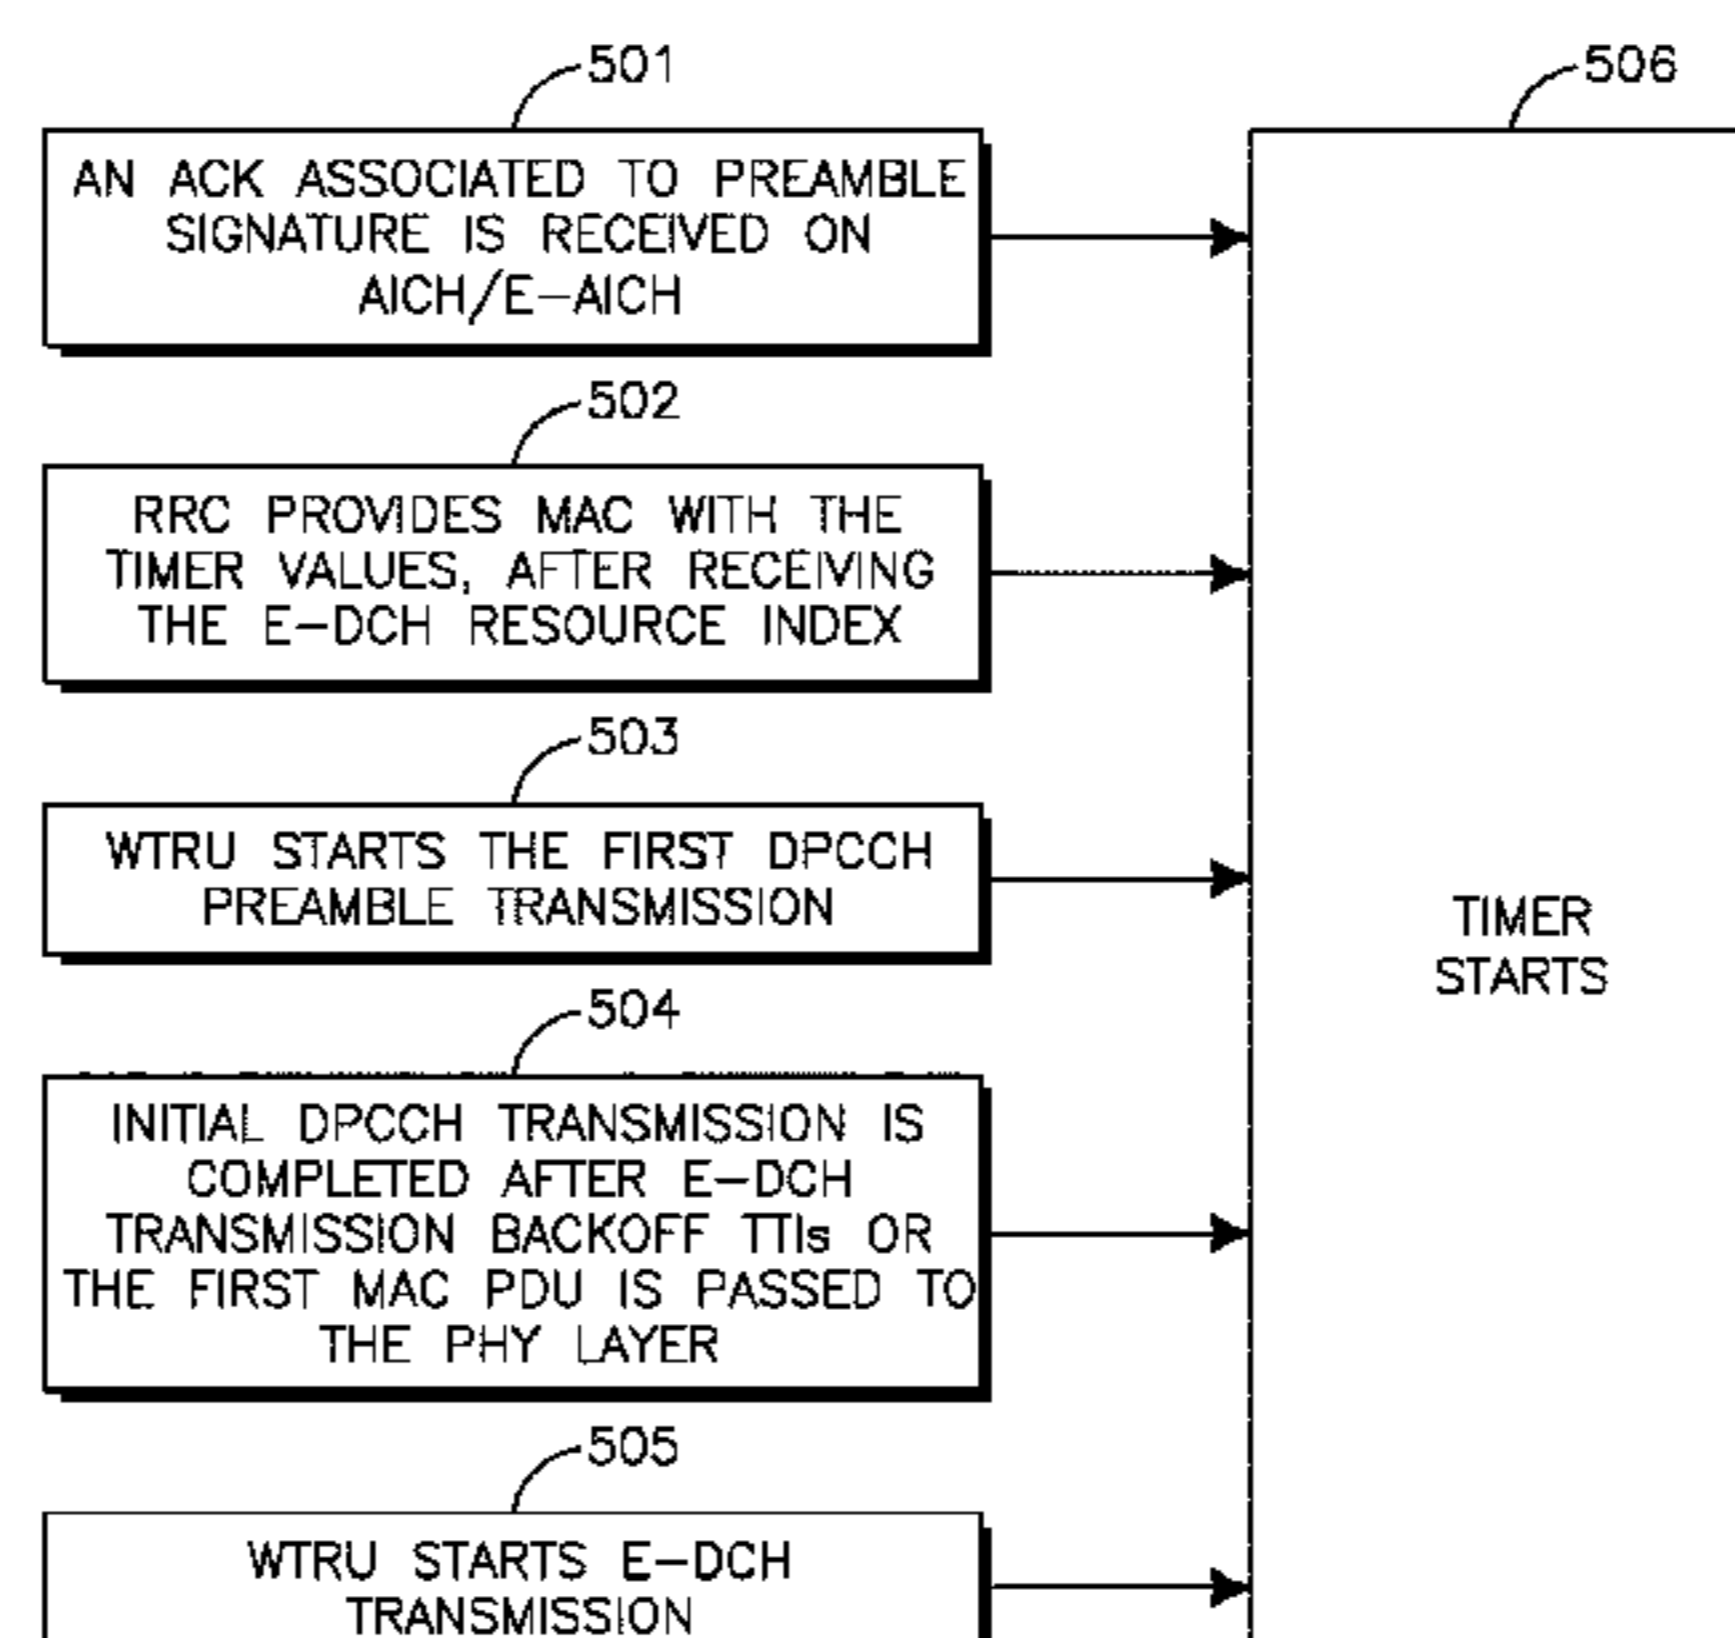 501
AN ACK ASSOCIATED TO PREAMBLE
SIGNATURE IS RECEIVED ON
AICH/E-AICH
502
RRC PROVIDES MAC WITH THE
TIMER VALUES, AFTER RECEIVING
THE E-DCH RESOURCE INDEX
503
WTRU STARTS THE FIRST DPCCH
PREAMBLE TRANSMISSION
504
INITIAL DPCCH TRANSMISSION IS
COMPLETED AFTER E-DCH
TRANSMISSION BACKOFF TTIs OR
THE FIRST MAC PDU IS PASSED TO
THE PHY LAYER
505
WTRU STARTS E-DCH
TRANSMISSION
506
TIMER
STARTS